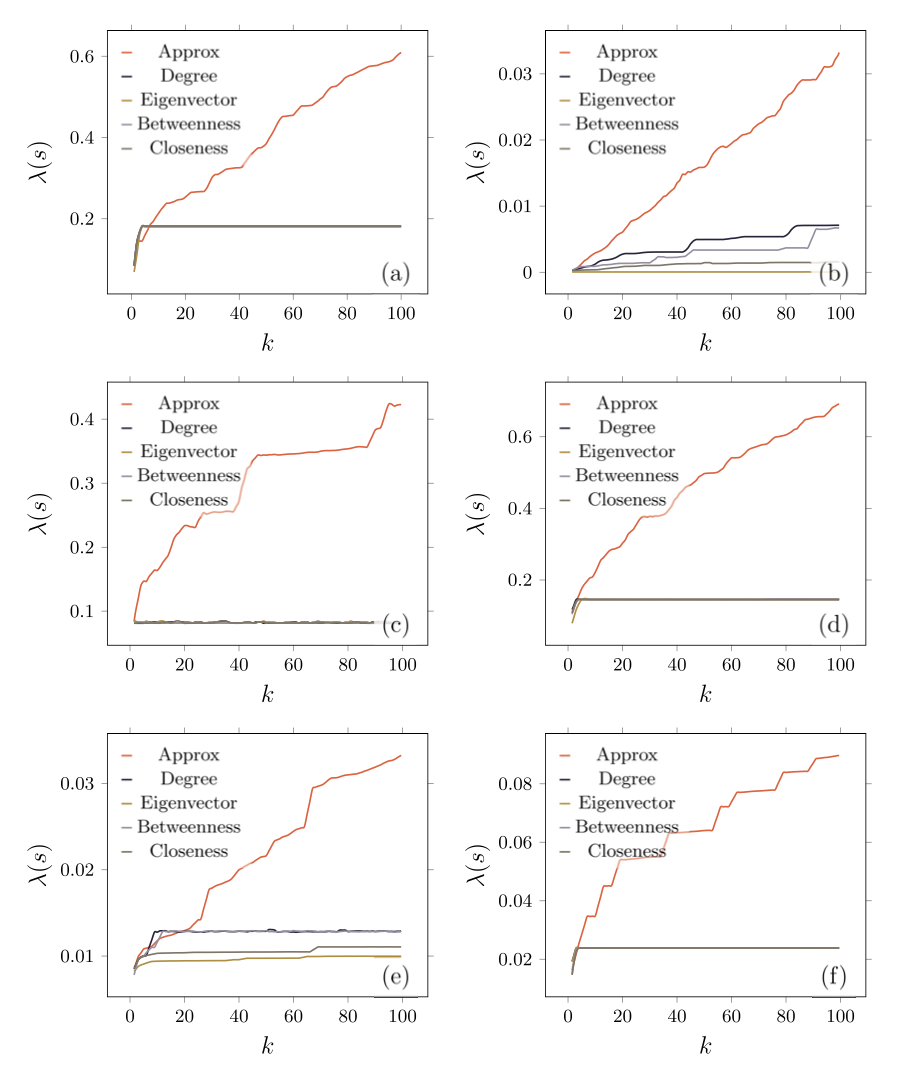 Approx
Degree
Eigenvector
Betweenness
Closeness
0.6
0.4
0.2
λ(s)
(a)
0 20 40 60 80 100
k
Approx
Degree
Eigenvector
Betweenness
Closeness
0.03
0.02
0.01
0
λ(s)
(b)
0 20 40 60 80 100
k
Approx
Degree
Eigenvector
Betweenness
Closeness
0.4
0.3
0.2
0.1
λ(s)
(c)
0 20 40 60 80 100
k
Approx
Degree
Eigenvector
Betweenness
Closeness
0.6
0.4
0.2
λ(s)
(d)
0 20 40 60 80 100
k
Approx
Degree
Eigenvector
Betweenness
Closeness
0.03
0.02
0.01
λ(s)
(e)
0 20 40 60 80 100
k
Approx
Degree
Eigenvector
Betweenness
Closeness
0.08
0.06
0.04
0.02
λ(s)
(f)
0 20 40 60 80 100
k